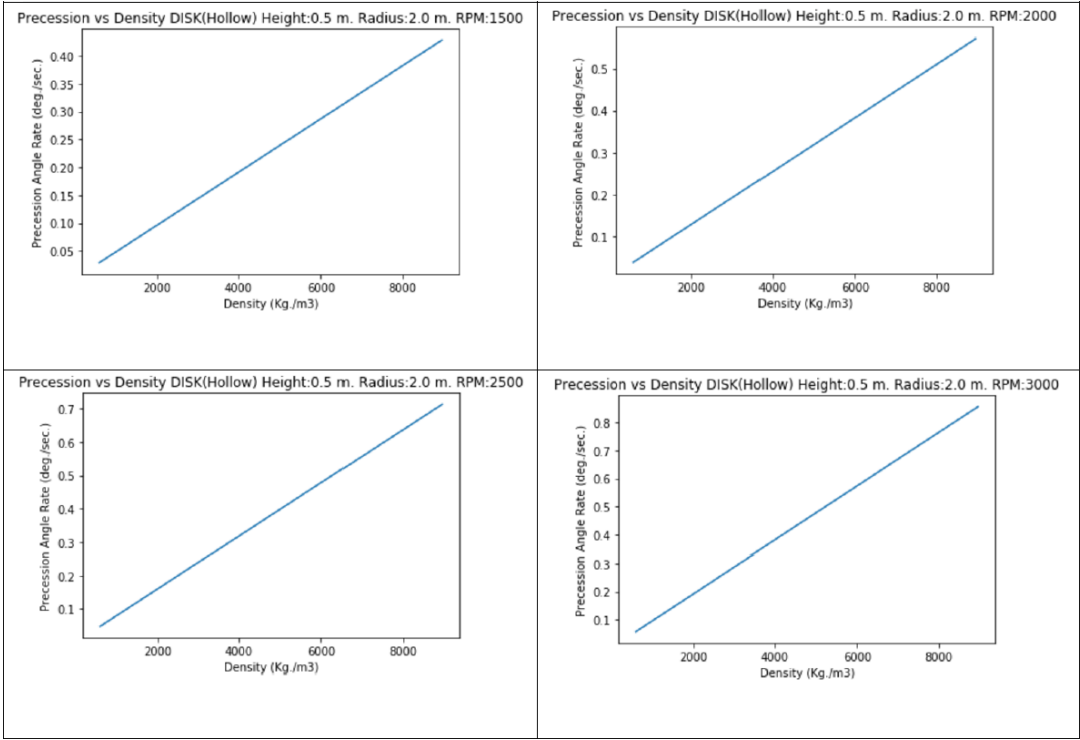 Precession vs Density DISK(Hollow) Height:0.5 m. Radius:2.0 m. RPM:1500
Precession Angle Rate (deg./sec.)
0.40
0.35
0.30
0.25
0.20
0.15
0.10
0.05
2000 4000 6000 8000
Density (Kg./m3)
Precession vs Density DISK(Hollow) Height:0.5 m. Radius:2.0 m. RPM:2000
Precession Angle Rate (deg./sec.)
0.5
0.4
0.3
0.2
0.1
2000 4000 6000 8000
Density (Kg./m3)
Precession vs Density DISK(Hollow) Height:0.5 m. Radius:2.0 m. RPM:2500
Precession Angle Rate (deg./sec.)
0.7
0.6
0.5
0.4
0.3
0.2
0.1
2000 4000 6000 8000
Density (Kg./m3)
Precession vs Density DISK(Hollow) Height:0.5 m. Radius:2.0 m. RPM:3000
Precession Angle Rate (deg./sec.)
0.8
0.7
0.6
0.5
0.4
0.3
0.2
0.1
2000 4000 6000 8000
Density (Kg./m3)